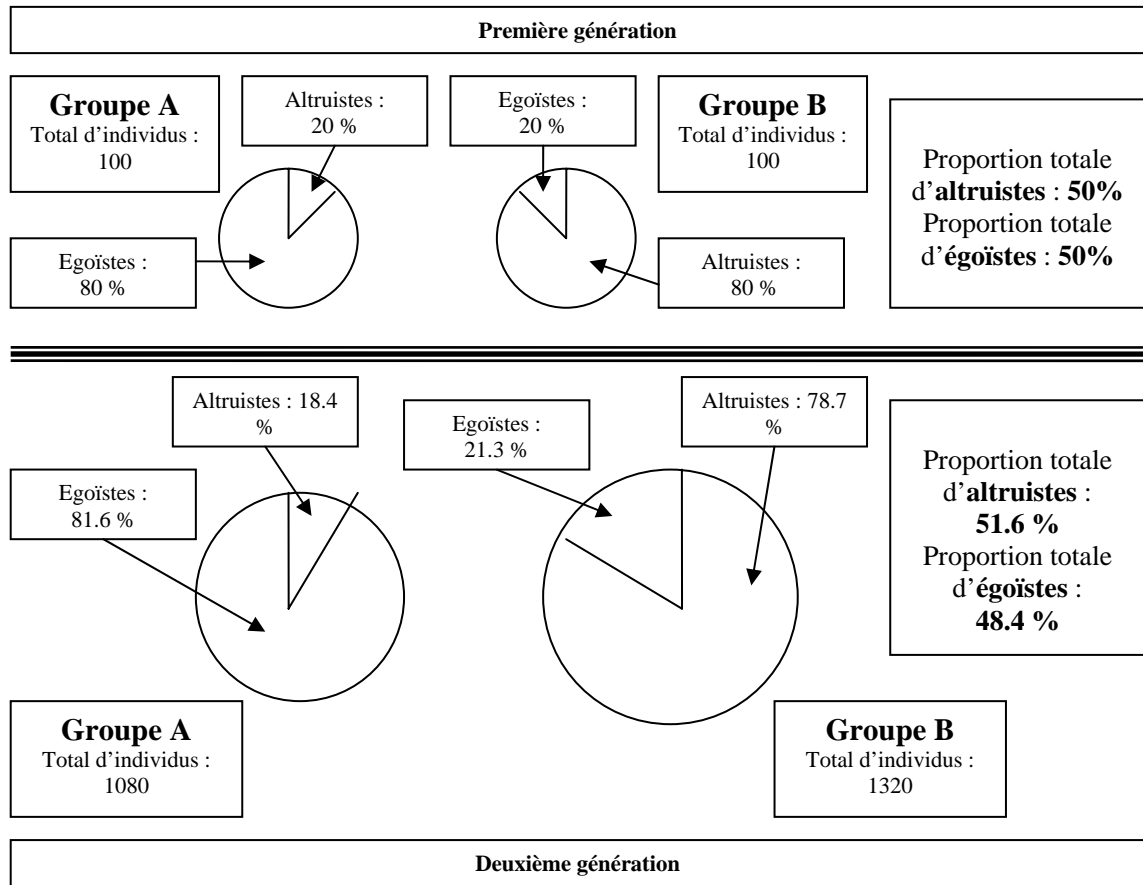 Première génération
Groupe A
Total d'individus :
100
Altruistes :
20 %
Egoïstes :
20 %
Groupe B
Total d'individus :
100
Proportion totale
d'altruistes : 50%
Proportion totale
d'égoïstes : 50%
Egoïstes :
80 %
Altruistes :
80 %
Altruistes : 18.4
%
Egoïstes :
21.3 %
Altruistes : 78.7
%
Egoïstes :
81.6 %
Proportion totale
d'altruistes :
51.6 %
Proportion totale
d'égoïstes :
48.4 %
Groupe A
Total d'individus :
1080
Groupe B
Total d'individus :
1320
Deuxième génération